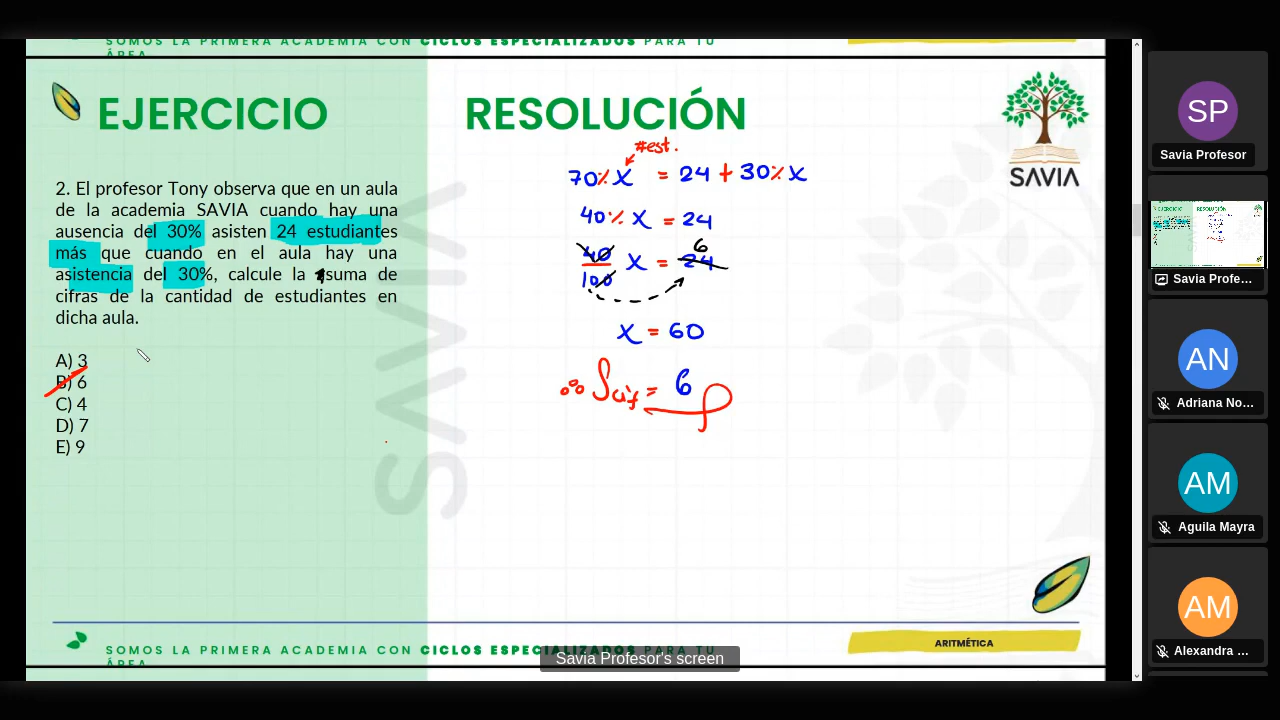 SOMOS LA PRIMERA ACADEMIA CON CICLOS ESPECIALIZADOS PARA TU
ÁREA
EJERCICIO
2. El profesor Tony observa que en un aula
de la academia SAVIA cuando hay una
ausencia del 30% asisten 24 estudiantes
más que cuando en el aula hay una
asistencia del 30%, calcule la suma de
cifras de la cantidad de estudiantes en
dicha aula.
A) 3
B) 6
C) 4
D) 7
E) 9
RESOLUCIÓN
#est.
70% X = 24 + 30% X
40% X = 24
6
40/100 X = 24
X = 60
∴ Scif = 6
SAVIA
SAVIA
SOMOS LA PRIMERA ACADEMIA CON CICLOS ESPECIALIZADOS PARA TU
ÁREA
ARITMÉTICA
Savia Profesor's screen
SP
Savia Profesor
Savia Profe...
AN
Adriana No...
AM
Aguila Mayra
AM
Alexandra ...